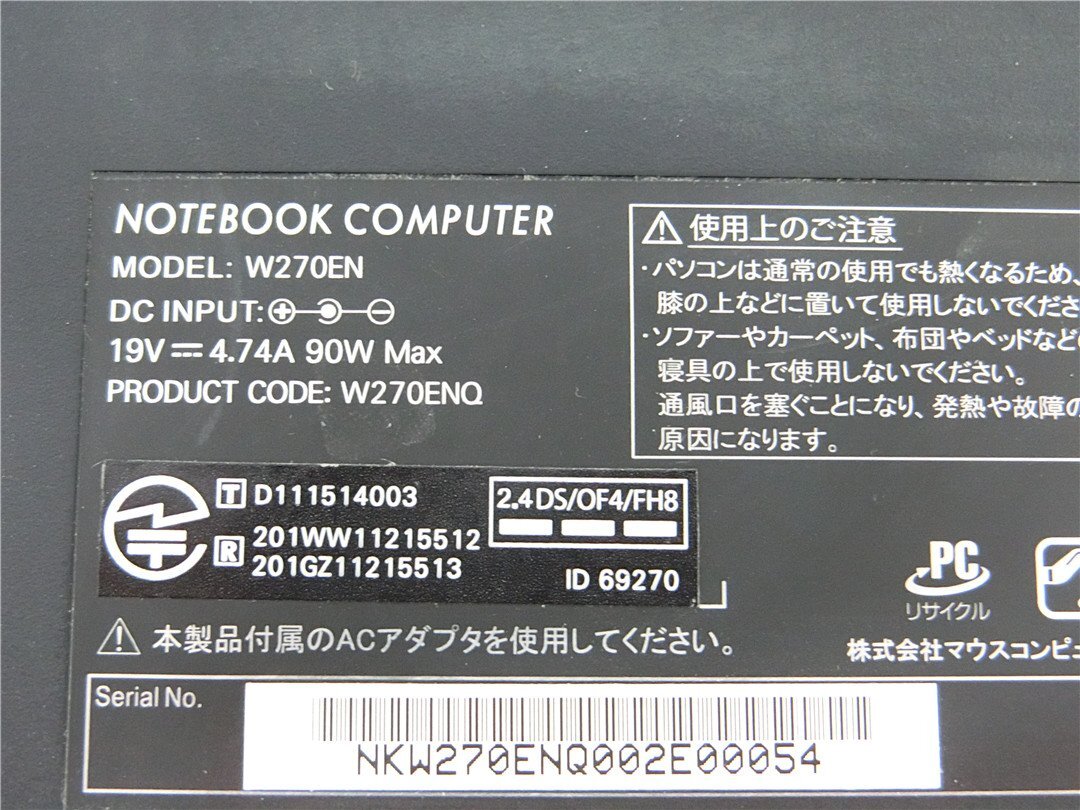 NOTEBOOK COMPUTER
MODEL: W270EN
DC INPUT:
19V 4.74A 90W Max
PRODUCT CODE: W270ENQ
使用上のご注意
・パソコンは通常の使用でも熱くなるため、
膝の上などに置いて使用しないでくださ
・ソファーやカーペット、布団やベッドなど
寝具の上で使用しないでください。
通風口を塞ぐことになり、発熱や故障の
原因になります。
T D111514003
R 201WW11215512
201GZ11215513
2.4DS/OF4/FH8
ID 69270
PC
リサイクル
本製品付属のACアダプタを使用してください。
株式会社マウスコンピュ
Serial No.
NKW270ENQ002E00054